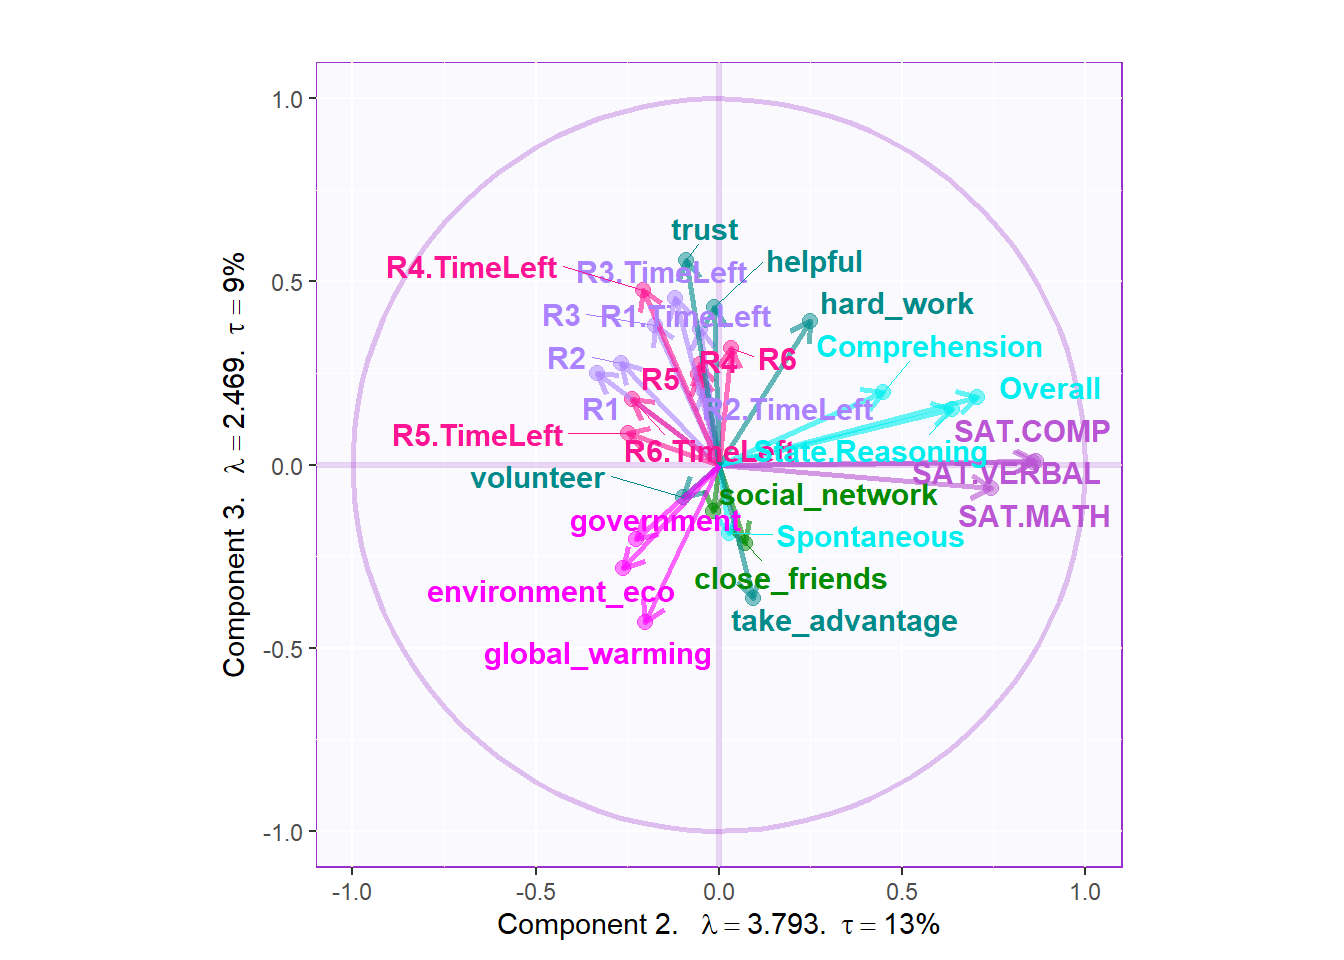 1.0
0.5
0.0
-0.5
-1.0
Component 3.   λ = 2.469.  τ = 9%
trust
R4.TimeLeft
R3.TimeLeft
helpful
R3
R1.TimeLeft
hard_work
Comprehension
R2
R4
R6
R5
Overall
R1
R2.TimeLeft
R5.TimeLeft
SAT.COMP
R6.TimeLeft
State.Reasoning
volunteer
SAT.VERBAL
social_network
government
SAT.MATH
Spontaneous
close_friends
environment_eco
take_advantage
global_warming
-1.0
-0.5
0.0
0.5
1.0
Component 2.   λ = 3.793.  τ = 13%